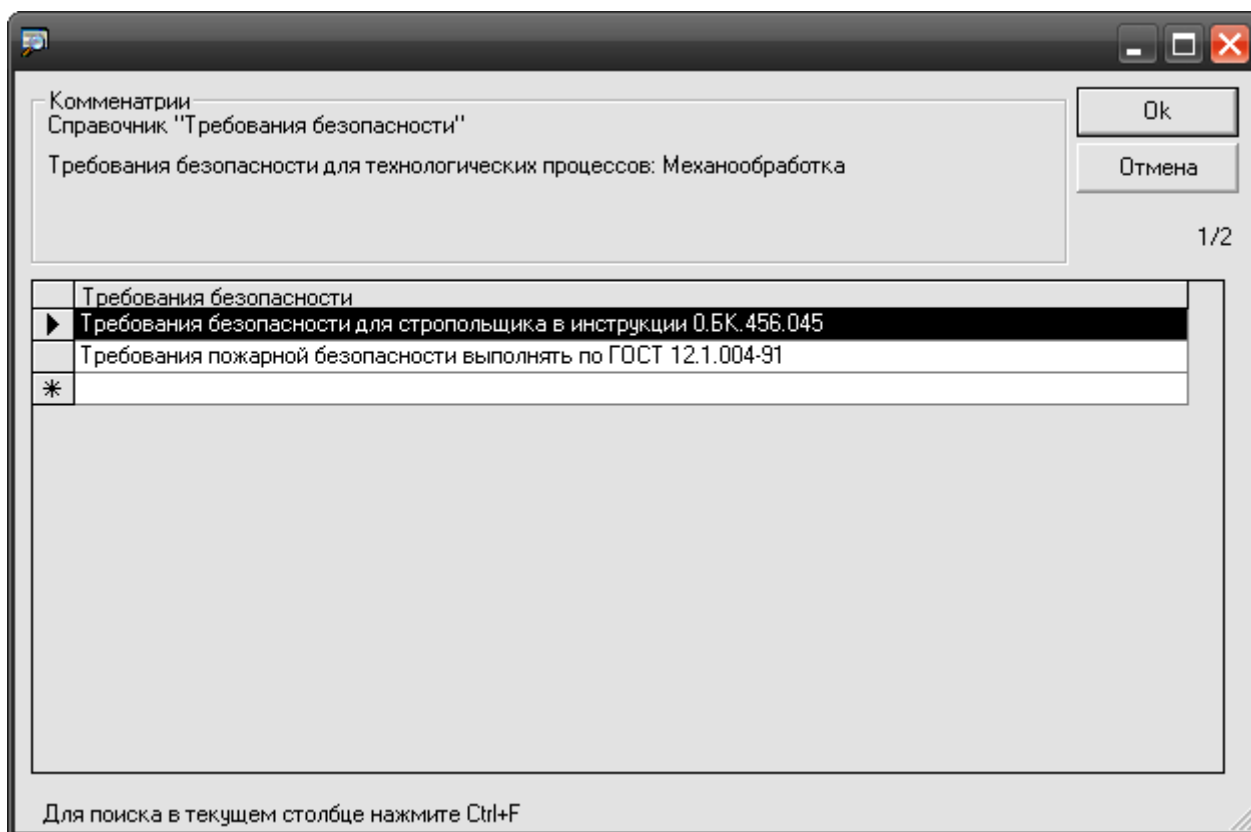 Комменатрии
Справочник "Требования безопасности"
Требования безопасности для технологических процессов: Механообработка
Ok
Отмена
1/2
Требования безопасности
Требования безопасности для стропольщика в инструкции 0.БК.456.045
Требования пожарной безопасности выполнять по ГОСТ 12.1.004-91
Для поиска в текущем столбце нажмите Ctrl+F